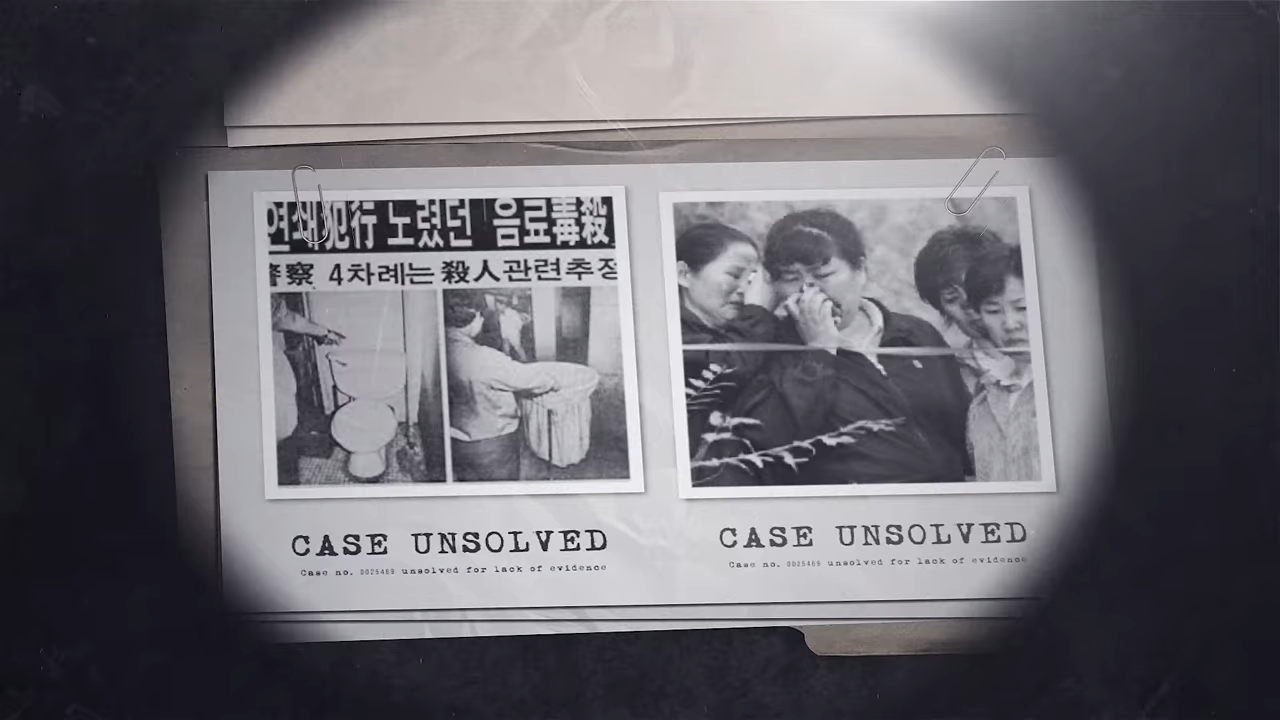 연쇄犯行 노렸던 음료毒殺
警察 4차례는 殺人관련추정
CASE UNSOLVED
Case no. 0025469 unsolved for lack of evidence
CASE UNSOLVED
Case no. 0025469 unsolved for lack of evidence